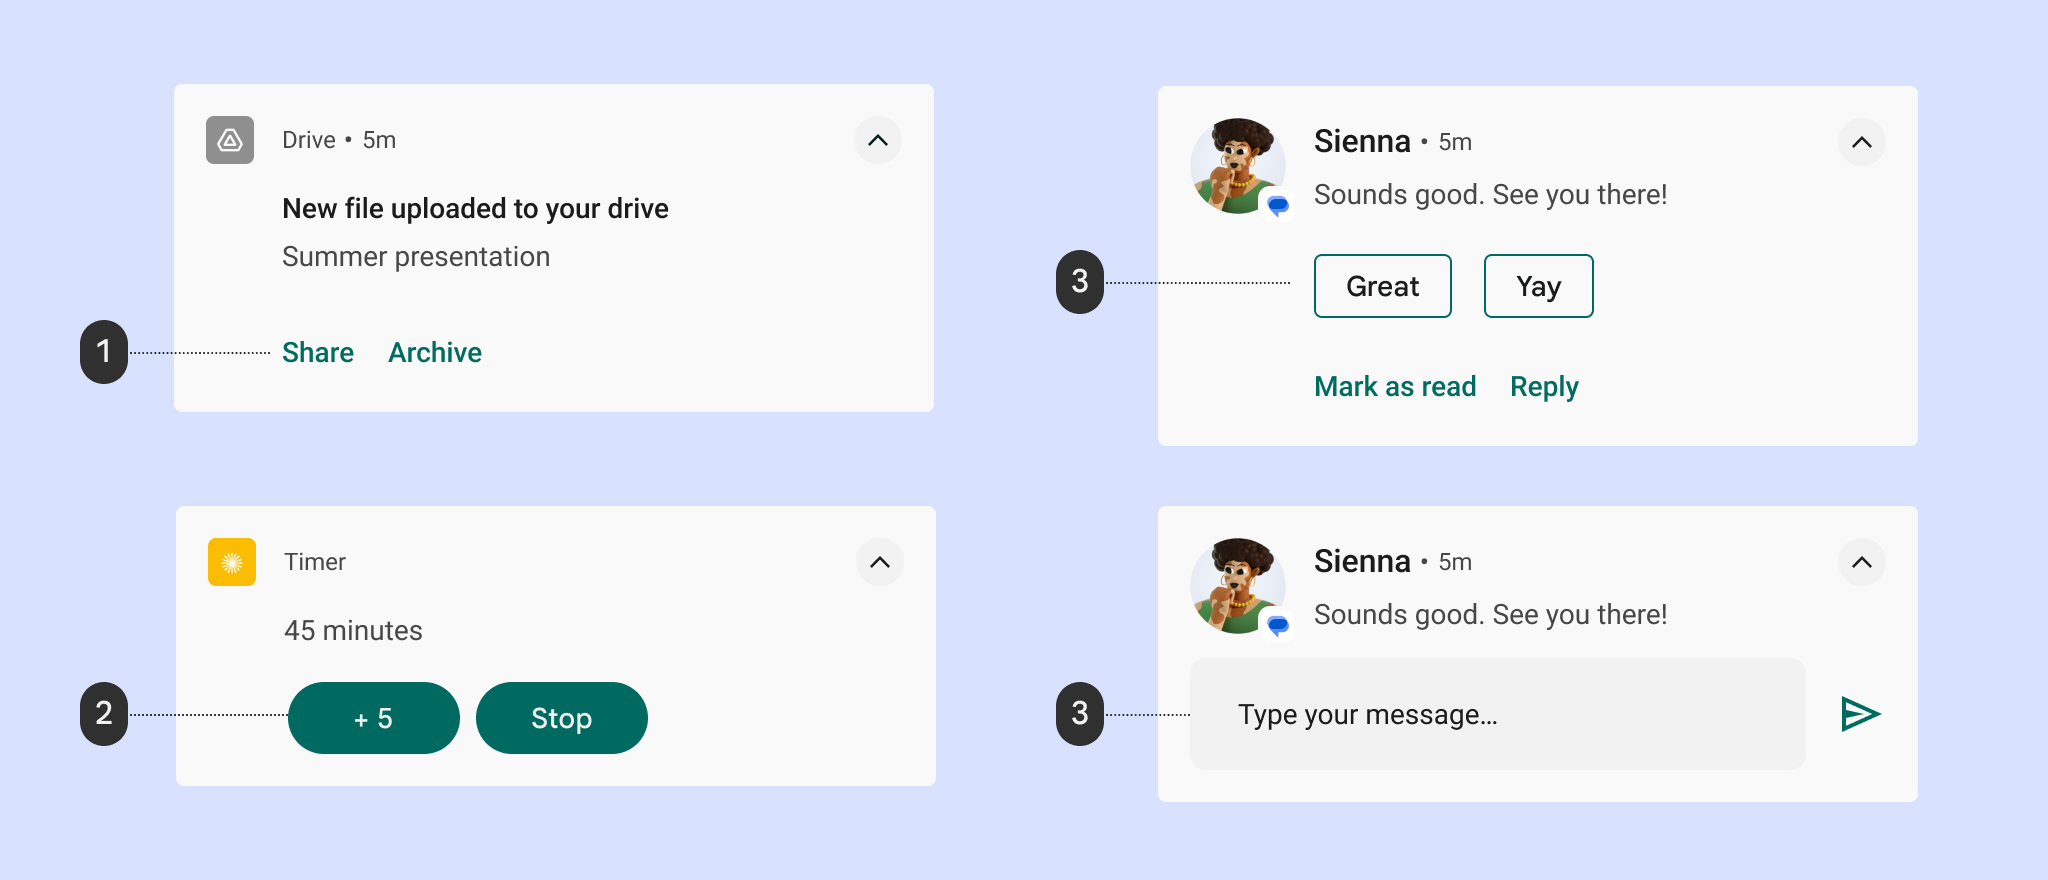 Drive • 5m
New file uploaded to your drive
Summer presentation
1
Share Archive
Timer
45 minutes
2
+ 5 Stop
Sienna • 5m
Sounds good. See you there!
3
Great Yay
Mark as read Reply
Sienna • 5m
Sounds good. See you there!
3
Type your message...